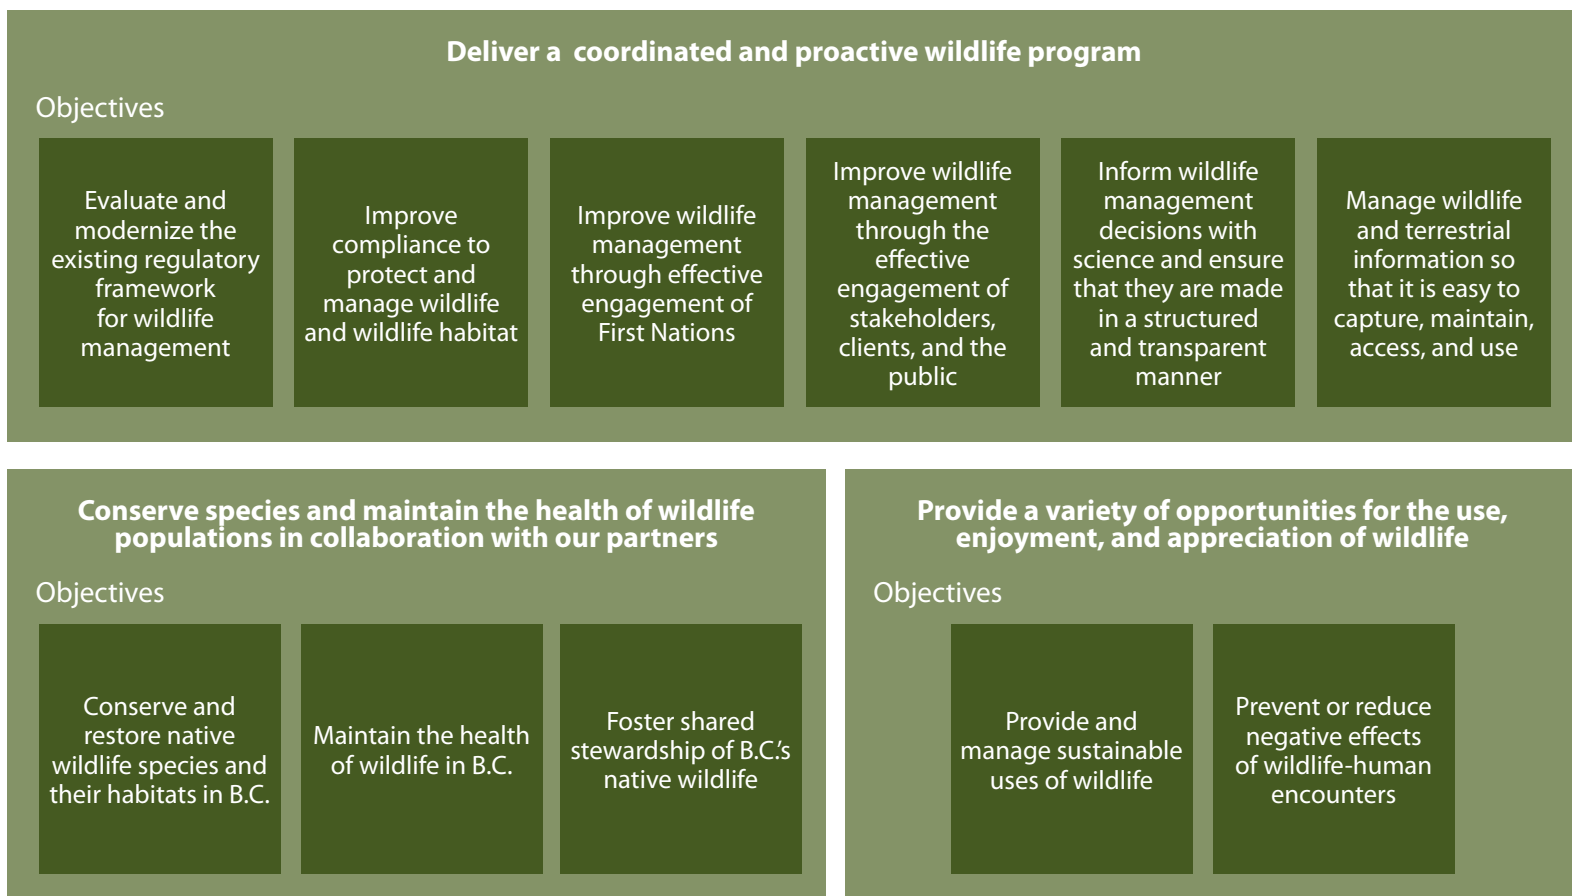 Deliver a  coordinated and proactive wildlife program
Objectives
Evaluate and
modernize the
existing regulatory
framework
for wildlife
management
Improve
compliance to
protect and
manage wildlife
and wildlife habitat
Improve wildlife
management
through effective
engagement of
First Nations
Improve wildlife
management
through the
effective
engagement of
stakeholders,
clients, and the
public
Inform wildlife
management
decisions with
science and ensure
that they are made
in a structured
and transparent
manner
Manage wildlife
and terrestrial
information so
that it is easy to
capture, maintain,
access, and use
Conserve species and maintain the health of wildlife
populations in collaboration with our partners
Objectives
Conserve and
restore native
wildlife species and
their habitats in B.C.
Maintain the health
of wildlife in B.C.
Foster shared
stewardship of B.C.'s
native wildlife
Provide a variety of opportunities for the use,
enjoyment, and appreciation of wildlife
Objectives
Provide and
manage sustainable
uses of wildlife
Prevent or reduce
negative effects
of wildlife-human
encounters